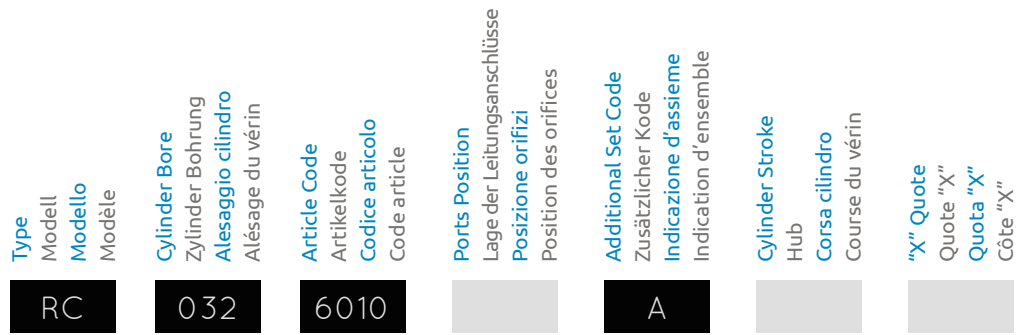 Type
Modell
Modello
Modèle
RC
Cylinder Bore
Zylinder Bohrung
Alesaggio cilindro
Alésage du vérin
032
Article Code
Artikelkode
Codice articolo
Code article
6010
Ports Position
Lage der Leitungsanschlüsse
Posizione orifizi
Position des orifices
Additional Set Code
Zusätzlicher Kode
Indicazione d’assieme
Indication d’ensemble
A
Cylinder Stroke
Hub
Corsa cilindro
Course du vérin
“X” Quote
Quote “X”
Quota “X”
Côte “X”